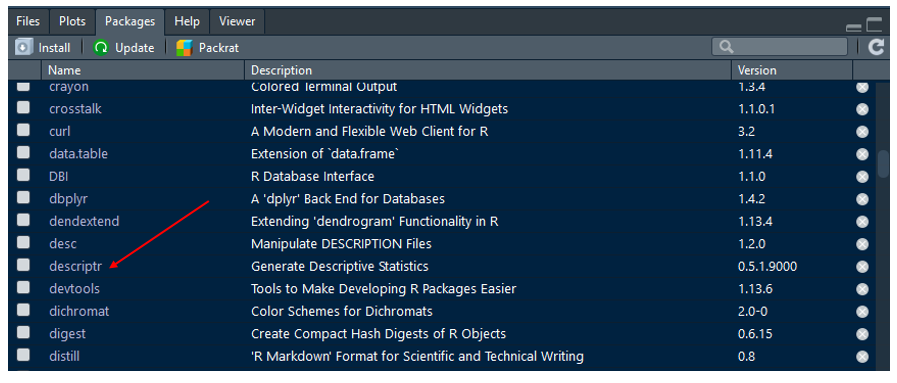 Files Plots Packages Help Viewer
Install Update Packrat
Name Description Version
crayon Colored Terminal Output 1.3.4
crosstalk Inter-Widget Interactivity for HTML Widgets 1.1.0.1
curl A Modern and Flexible Web Client for R 3.2
data.table Extension of `data.frame` 1.11.4
DBI R Database Interface 1.1.0
dbplyr A 'dplyr' Back End for Databases 1.4.2
dendextend Extending 'dendrogram' Functionality in R 1.13.4
desc Manipulate DESCRIPTION Files 1.2.0
descriptr Generate Descriptive Statistics 0.5.1.9000
devtools Tools to Make Developing R Packages Easier 1.13.6
dichromat Color Schemes for Dichromats 2.0-0
digest Create Compact Hash Digests of R Objects 0.6.15
distill 'R Markdown' Format for Scientific and Technical Writing 0.8